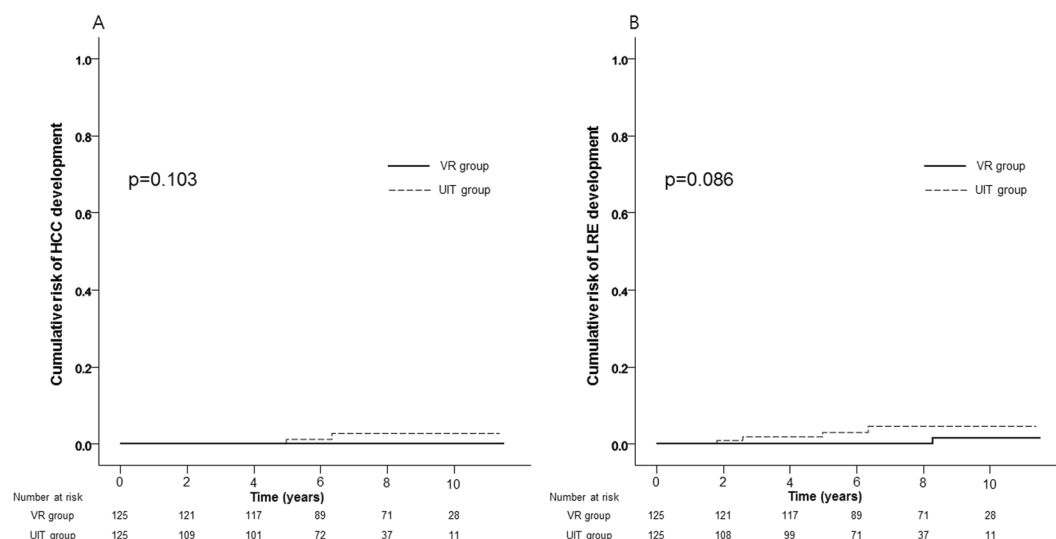 A
Cumulative risk of HCC development
1.0
0.8
0.6
0.4
0.2
0.0
p=0.103
VR group
UIT group
0 2 4 6 8 10
Time (years)
Number at risk
VR group 125 121 117 89 71 28
UIT group 125 109 101 72 37 11
B
Cumulative risk of LRE development
1.0
0.8
0.6
0.4
0.2
0.0
p=0.086
VR group
UIT group
0 2 4 6 8 10
Time (years)
Number at risk
VR group 125 121 117 89 71 28
UIT group 125 108 99 71 37 11